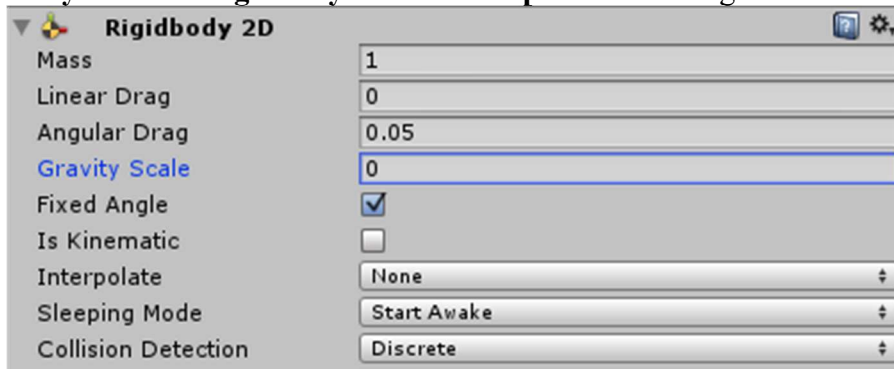 Rigidbody 2D
Mass 1
Linear Drag 0
Angular Drag 0.05
Gravity Scale 0
Fixed Angle
Is Kinematic
Interpolate None
Sleeping Mode Start Awake
Collision Detection Discrete